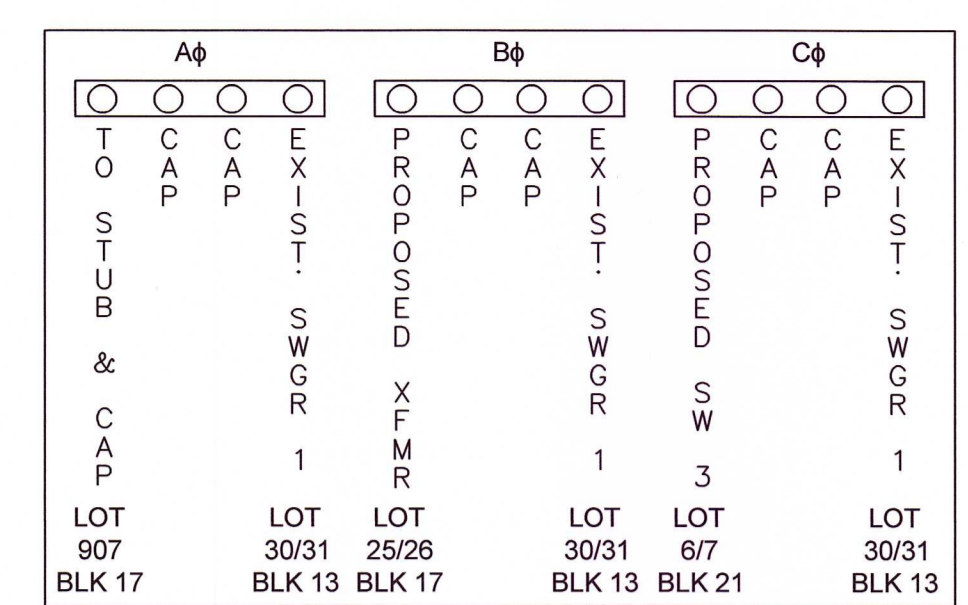 Aϕ
TO STUB & CAP
CAP
CAP
EXIST. SWGR 1
LOT
907
BLK 17
LOT
30/31
BLK 13
Bϕ
PROPOSED XFMR
CAP
CAP
EXIST. SWGR 1
LOT
25/26
BLK 17
LOT
30/31
BLK 13
Cϕ
PROPOSED SW 3
CAP
CAP
EXIST. SWGR 1
LOT
6/7
BLK 21
LOT
30/31
BLK 13